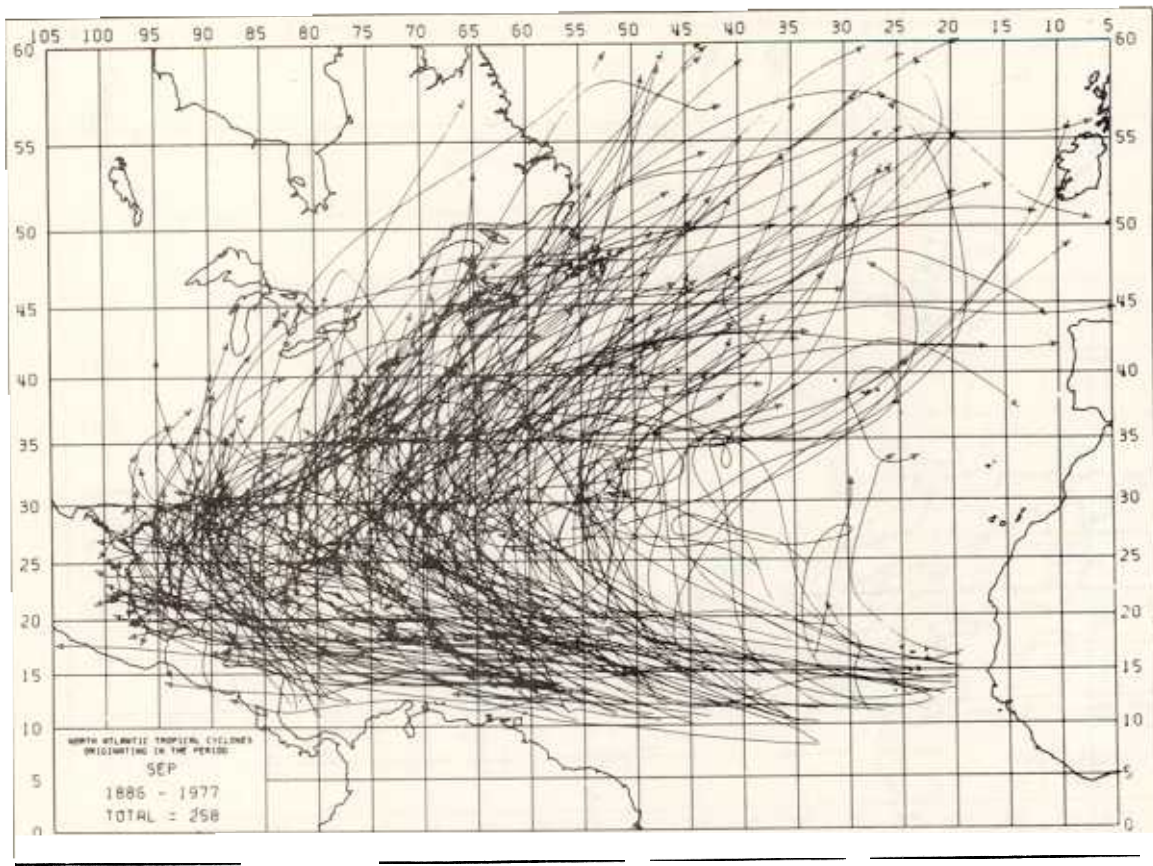 105 100 95 90 85 80 75 70 65 60 55 50 45 40 35 30 25 20 15 10 5
60 60
55 55
50 50
45 45
40 40
35 35
30 30
25 25
20 20
15 15
10 10
NORTH ATLANTIC TROPICAL CYCLONES
ORIGINATING IN THE PERIOD
SEP
5 5
1886 - 1977
TOTAL = 258
0 0